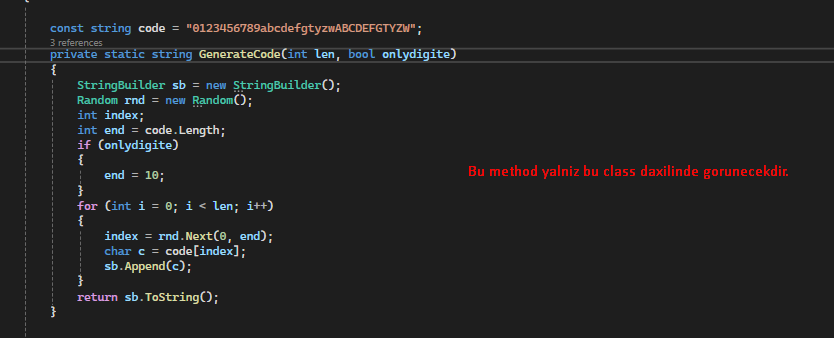 const string code = "0123456789abcdefgtyzwABCDEFGTYZW";
3 references
private static string GenerateCode(int len, bool onlydigite)
{
StringBuilder sb = new StringBuilder();
Random rnd = new Random();
int index;
int end = code.Length;
if (onlydigite)
{
end = 10;
Bu method yalniz bu class daxilinde gorunecekdir.
}
for (int i = 0; i < len; i++)
{
index = rnd.Next(0, end);
char c = code[index];
sb.Append(c);
}
return sb.ToString();
}